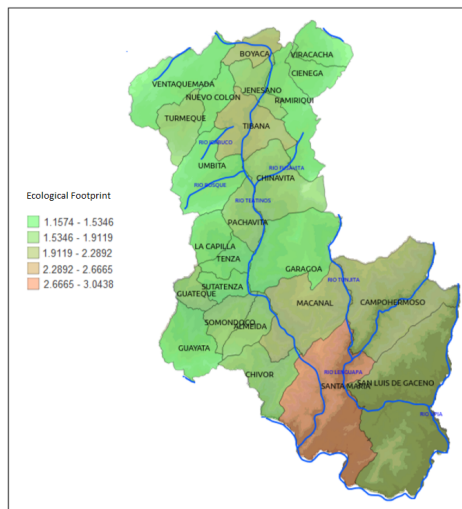 BOYACA
VIRACACHA
CIENEGA
VENTAQUEMADA
JENESANO
NUEVO COLON
RAMIRIQUI
TURMEQUE
TIBANA
UMBITA
CHINAVITA
RIO BOSQUE
RIO TEATINOS
PACHAVITA
Ecological Footprint
1.1574 - 1.5346
1.5346 - 1.9119
1.9119 - 2.2892
2.2892 - 2.6665
2.6665 - 3.0438
LA CAPILLA
TENZA
GARAGOA
SUTATENZA
GUATEQUE
MACANAL
CAMPOHERMOSO
SOMONDOCO
ALMEIDA
GUAYATA
CHIVOR
SANTA MARIA
SAN LUIS DE GACENO